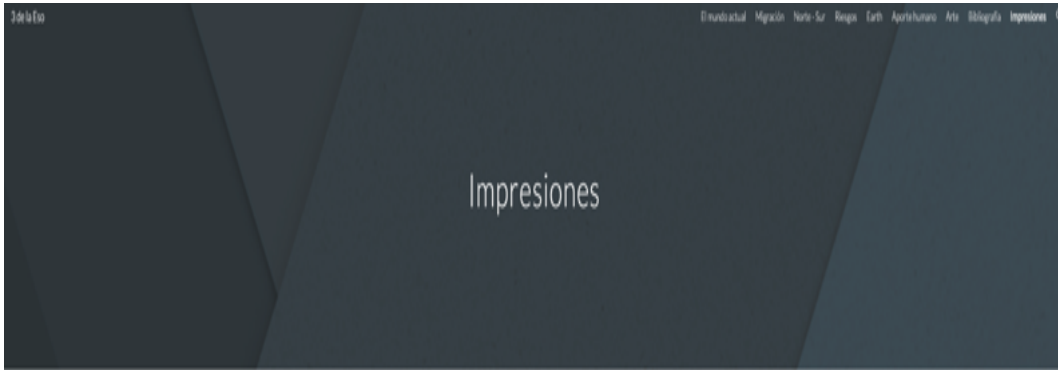 3 de la Eso
El mundo actual Migración Norte - Sur Riesgos Earth Aporte humano Arte Bibliografía Impresiones
Impresiones